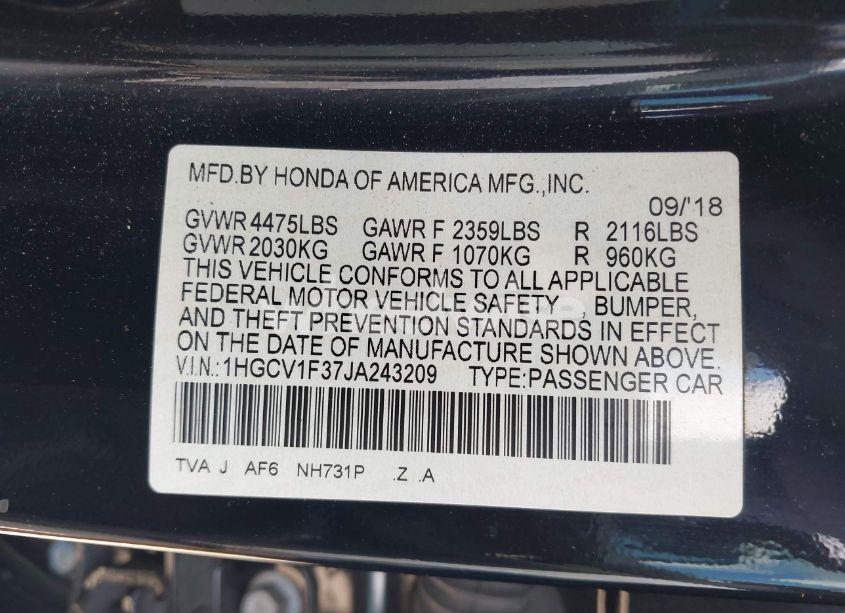 MFD.BY HONDA OF AMERICA MFG.,INC.
09/'18
GVWR 4475LBS GAWR F 2359LBS R 2116LBS
GVWR 2030KG GAWR F 1070KG R 960KG
THIS VEHICLE CONFORMS TO ALL APPLICABLE
FEDERAL MOTOR VEHICLE SAFETY , BUMPER,
AND THEFT PREVENTION STANDARDS IN EFFECT
ON THE DATE OF MANUFACTURE SHOWN ABOVE.
V.I.N.:1HGCV1F37JA243209 TYPE:PASSENGER CAR
TVA J AF6 NH731P .Z .A